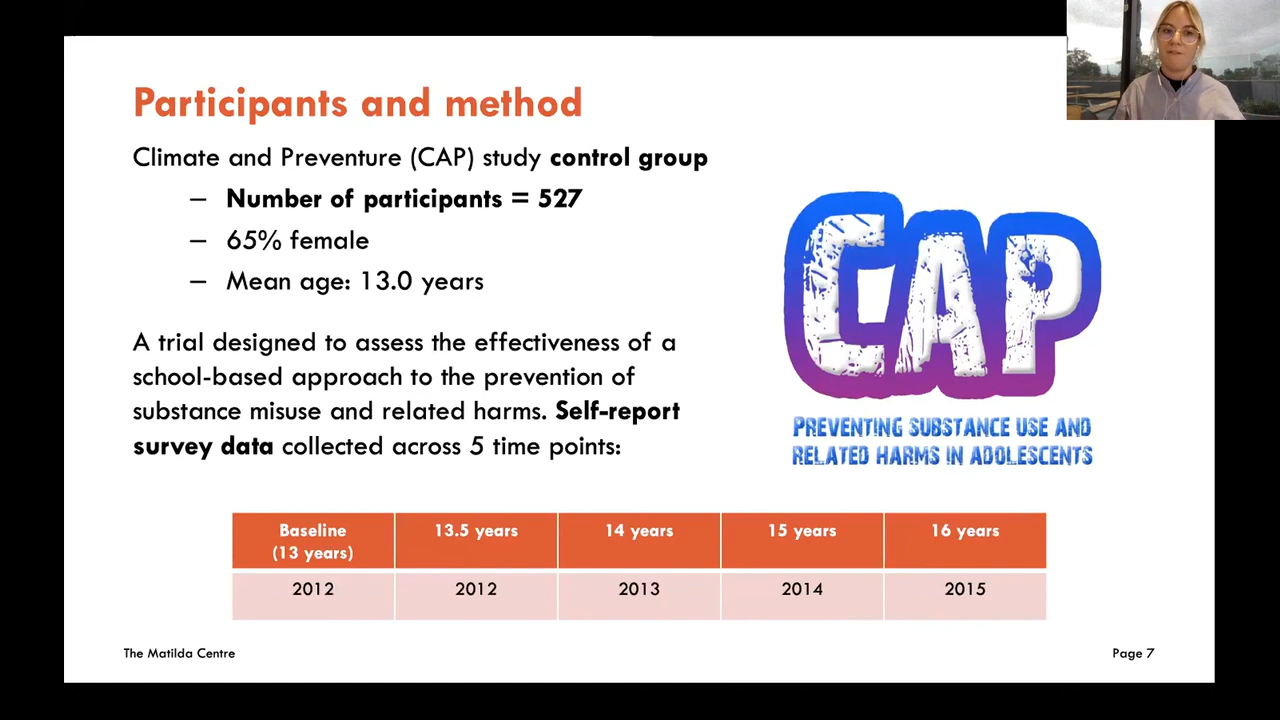 Participants and method
Climate and Preventure (CAP) study control group
– Number of participants = 527
– 65% female
– Mean age: 13.0 years
A trial designed to assess the effectiveness of a
school-based approach to the prevention of
substance misuse and related harms. Self-report
survey data collected across 5 time points:
CAP
PREVENTING SUBSTANCE USE AND
RELATED HARMS IN ADOLESCENTS
Baseline (13 years) 13.5 years 14 years 15 years 16 years
2012 2012 2013 2014 2015
The Matilda Centre Page 7